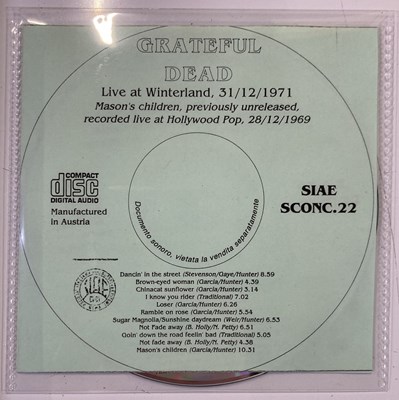 GRATEFUL
DEAD
Live at Winterland, 31/12/1971
Mason's children, previously unreleased,
recorded live at Hollywood Pop, 28/12/1969
COMPACT
disc
DIGITAL AUDIO
Manufactured
in Austria
SIAE
SCONC.22
Documento sonoro, vietata la vendita separatamente
Dancin' in the street (Stevenson/Gaye/Hunter) 8.59
Brown-eyed woman (Garcia/Hunter) 4.39
Chinacat sunflower (Garcia/Hunter) 5.14
I know you rider (Traditional) 7.02
Loser (Garcia/Hunter) 6.26
Ramble on rose (Garcia/Hunter) 5.54
Sugar Magnolla/Sunshine daydream (Weir/Hunter) 6.53
Not Fade away (B. Holly/N. Petty) 6.51
Goin' down the road feelin' bad (Traditional) 5.05
Not fade away (B. Holly/N. Petty) 4.38
Mason's children (Garcia/Hunter) 10.31